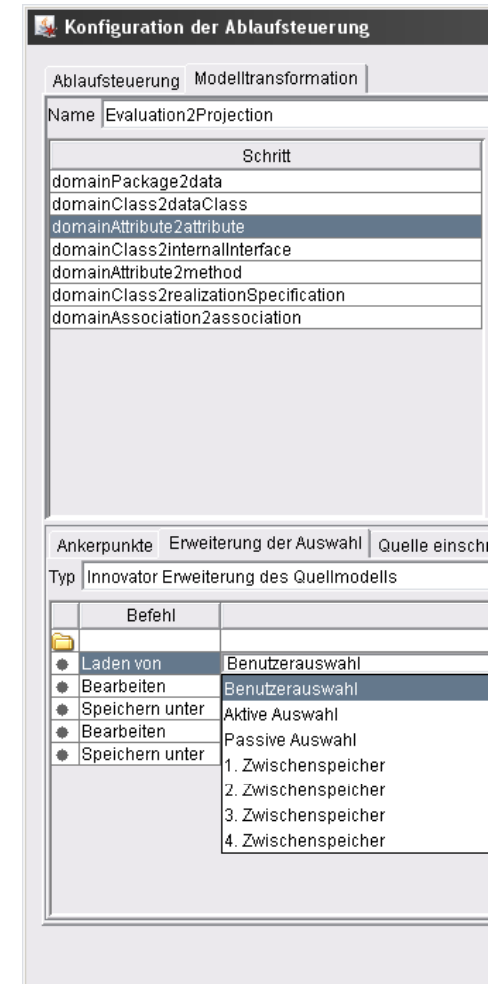 Konfiguration der Ablaufsteuerung
Ablaufsteuerung Modelltransformation
Name Evaluation2Projection
Schritt
domainPackage2data
domainClass2dataClass
domainAttribute2attribute
domainClass2internalInterface
domainAttribute2method
domainClass2realizationSpecification
domainAssociation2association
Ankerpunkte Erweiterung der Auswahl Quelle einschr
Typ Innovator Erweiterung des Quellmodells
Befehl
Laden von Benutzerauswahl
Bearbeiten
Speichern unter
Bearbeiten
Speichern unter
Benutzerauswahl
Aktive Auswahl
Passive Auswahl
1. Zwischenspeicher
2. Zwischenspeicher
3. Zwischenspeicher
4. Zwischenspeicher